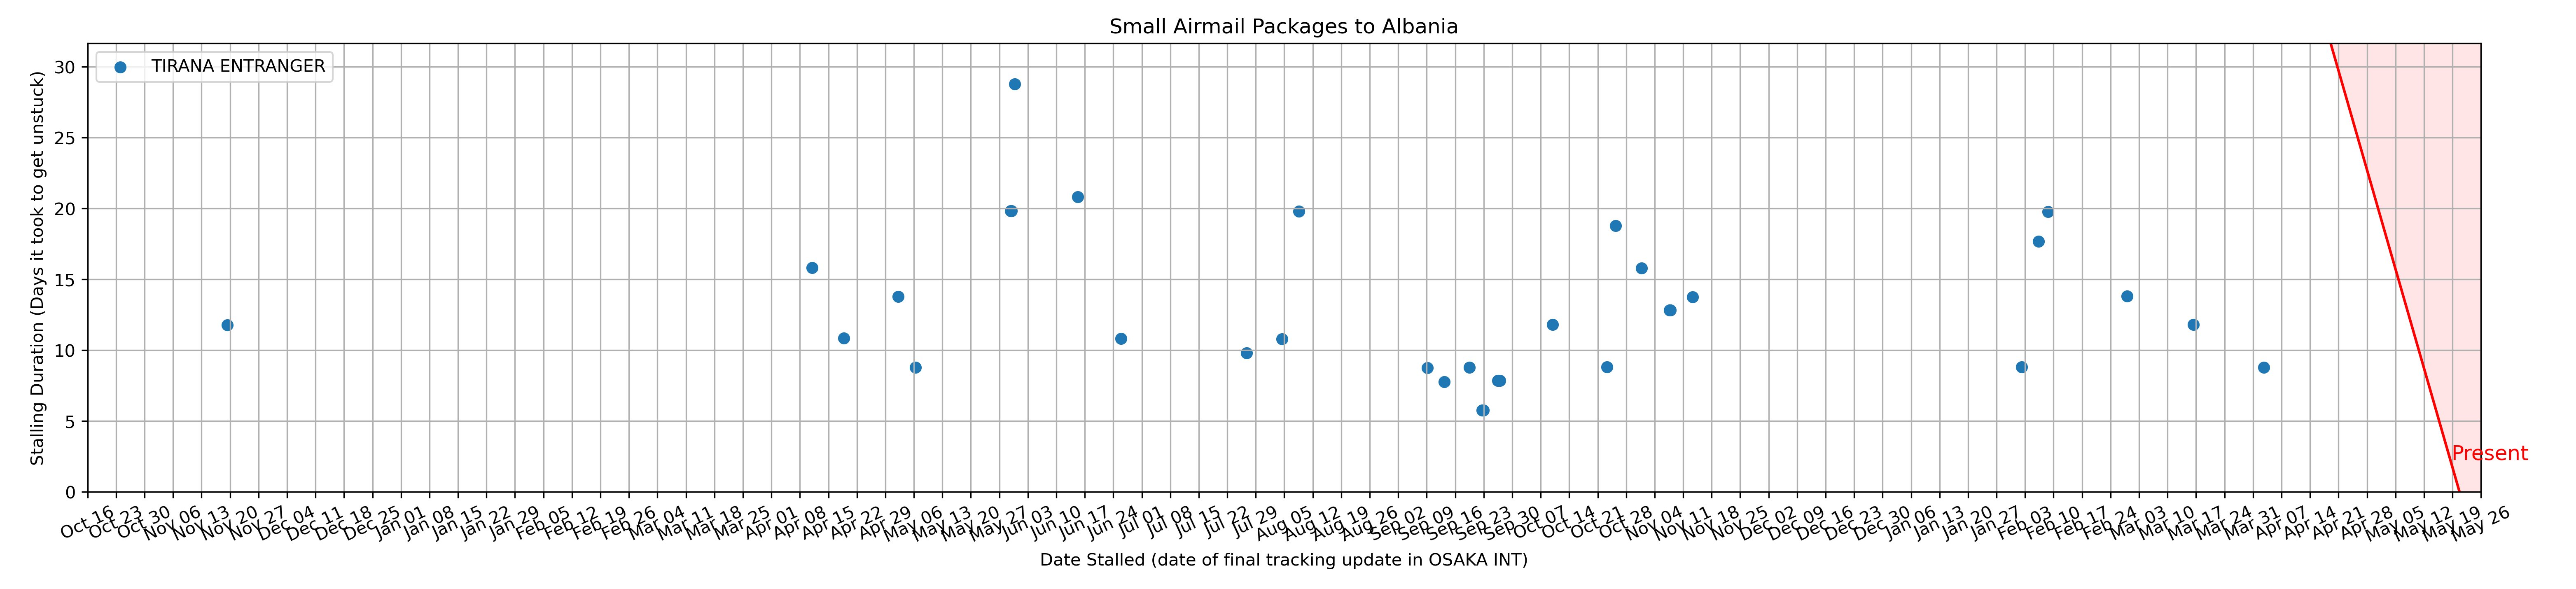 Small Airmail Packages to Albania
TIRANA ENTRANGER
Stalling Duration (Days it took to get unstuck)
30
25
20
15
10
5
0
Present
Oct 16
Oct 23
Oct 30
Nov 06
Nov 13
Nov 20
Nov 27
Dec 04
Dec 11
Dec 18
Dec 25
Jan 01
Jan 08
Jan 15
Jan 22
Jan 29
Feb 05
Feb 12
Feb 19
Feb 26
Mar 04
Mar 11
Mar 18
Mar 25
Apr 01
Apr 08
Apr 15
Apr 22
Apr 29
May 06
May 13
May 20
May 27
Jun 03
Jun 10
Jun 17
Jun 24
Jul 01
Jul 08
Jul 15
Jul 22
Jul 29
Aug 05
Aug 12
Aug 19
Aug 26
Sep 02
Sep 09
Sep 16
Sep 23
Sep 30
Oct 07
Oct 14
Oct 21
Oct 28
Nov 04
Nov 11
Nov 18
Nov 25
Dec 02
Dec 09
Dec 16
Dec 23
Dec 30
Jan 06
Jan 13
Jan 20
Jan 27
Feb 03
Feb 10
Feb 17
Feb 24
Mar 03
Mar 10
Mar 17
Mar 24
Mar 31
Apr 07
Apr 14
Apr 21
Apr 28
May 05
May 12
May 19
May 26
Date Stalled (date of final tracking update in OSAKA INT)